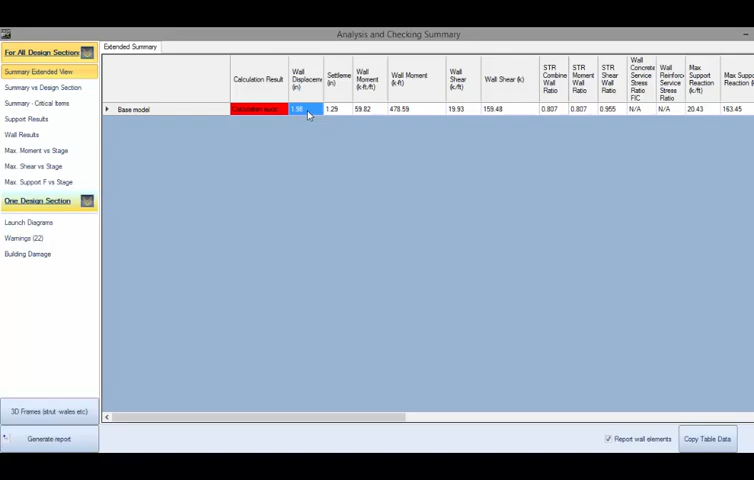 Analysis and Checking Summary
For All Design Sections
Summary Extended View
Summary vs Design Section
Summary - Critical Items
Support Results
Wall Results
Max. Moment vs Stage
Max. Shear vs Stage
Max. Support F vs Stage
One Design Section
Launch Diagrams
Warnings (22)
Building Damage
3D Frames (strut -wales etc)
Generate report
Extended Summary
Calculation Result
Wall
Displacemen
(in)
Settleme
(in)
Wall
Moment
(k-ft/ft)
Wall Moment
(k-ft)
Wall
Shear
(k/ft)
Wall Shear (k)
STR
Combine
Wall
Ratio
STR
Moment
Wall
Ratio
STR
Shear
Wall
Ratio
Wall
Concrete
Service
Stress
Ratio
FIC
Wall
Reinforc
Service
Stress
Ratio
Max
Support
Reaction
(k/ft)
Max Suppo
Reaction (k
Base model
1.98
1.29
59.82
478.59
19.93
159.48
0.807
0.807
0.955
N/A
N/A
20.43
163.45
Report wall elements
Copy Table Data